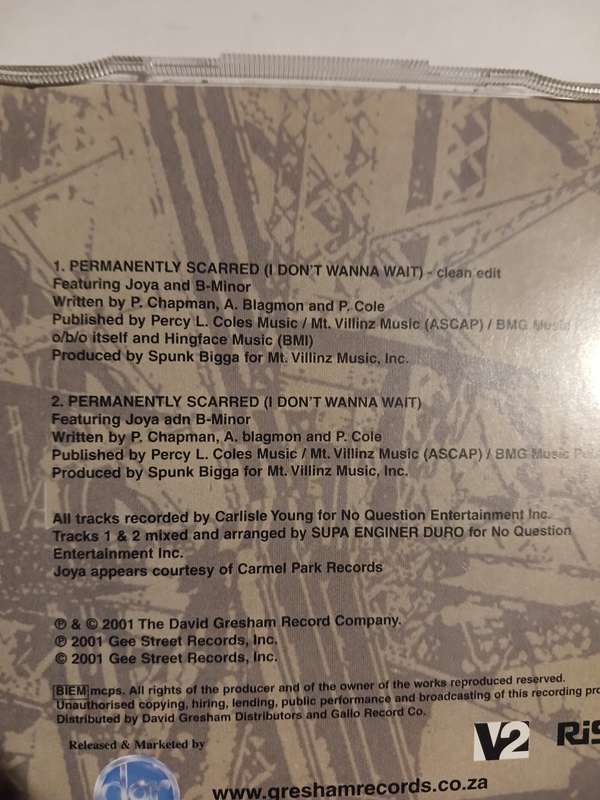 1. PERMANENTLY SCARRED (I DON'T WANNA WAIT) - clean edit
Featuring Joya and B-Minor
Written by P. Chapman, A. Blagmon and P. Cole
Published by Percy L. Coles Music / Mt. Villinz Music (ASCAP) / BMG Music
o/b/o itself and Hingface Music (BMI)
Produced by Spunk Bigga for Mt. Villinz Music, Inc.
2. PERMANENTLY SCARRED (I DON'T WANNA WAIT)
Featuring Joya adn B-Minor
Written by P. Chapman, A. blagmon and P. Cole
Published by Percy L. Coles Music / Mt. Villinz Music (ASCAP) / BMG Music
Produced by Spunk Bigga for Mt. Villinz Music, Inc.
All tracks recorded by Carlisle Young for No Question Entertainment Inc.
Tracks 1 & 2 mixed and arranged by SUPA ENGINER DURO for No Question
Entertainment Inc.
Joya appears courtesy of Carmel Park Records
℗ & © 2001 The David Gresham Record Company.
℗ 2001 Gee Street Records, Inc.
© 2001 Gee Street Records, Inc.
BIEM mcps. All rights of the producer and of the owner of the works reproduced reserved.
Unauthorised copying, hiring, lending, public performance and broadcasting of this recording
Distributed by David Gresham Distributors and Gallo Record Co.
Released & Marketed by
V2
www.greshamrecords.co.za